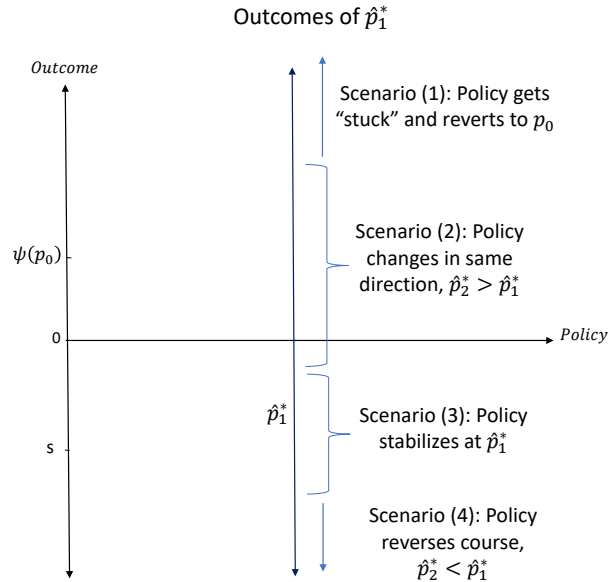 Outcomes of p̂₁*
Outcome
Scenario (1): Policy gets
“stuck” and reverts to p₀
Scenario (2): Policy
changes in same
direction, p̂₂* > p̂₁*
ψ(p₀)
0
Policy
p̂₁*
Scenario (3): Policy
stabilizes at p̂₁*
s
Scenario (4): Policy
reverses course,
p̂₂* < p̂₁*